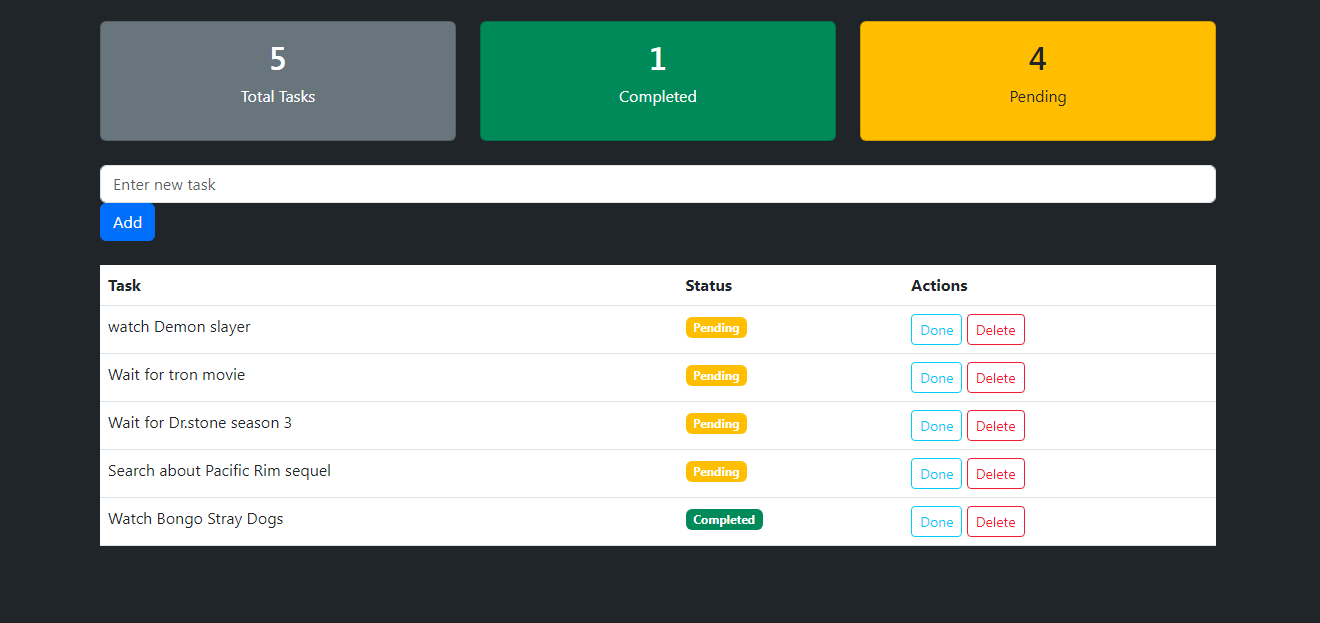 5 1 4
Total Tasks Completed Pending
Enter new task
Add
Task Status Actions
watch Demon slayer Pending Done Delete
Wait for tron movie Pending Done Delete
Wait for Dr.stone season 3 Pending Done Delete
Search about Pacific Rim sequel Pending Done Delete
Watch Bongo Stray Dogs Completed Done Delete